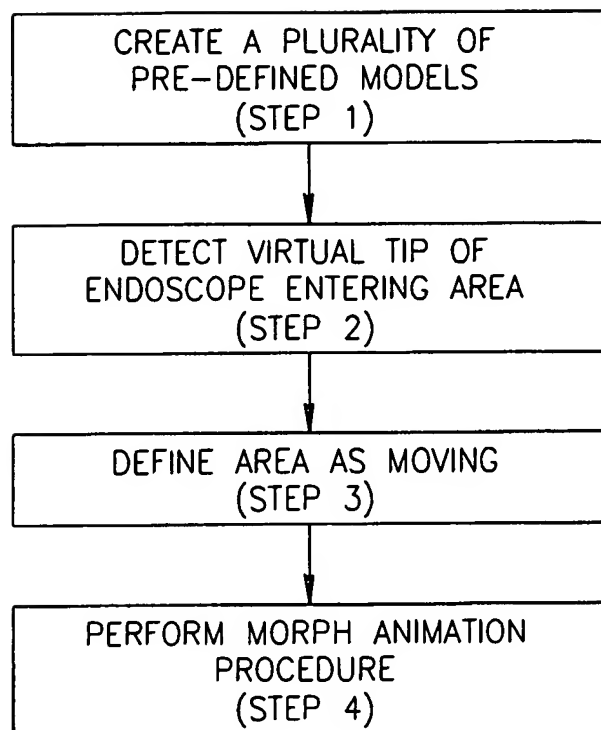 CREATE A PLURALITY OF
PRE-DEFINED MODELS
(STEP 1)
DETECT VIRTUAL TIP OF
ENDOSCOPE ENTERING AREA
(STEP 2)
DEFINE AREA AS MOVING
(STEP 3)
PERFORM MORPH ANIMATION
PROCEDURE
(STEP 4)